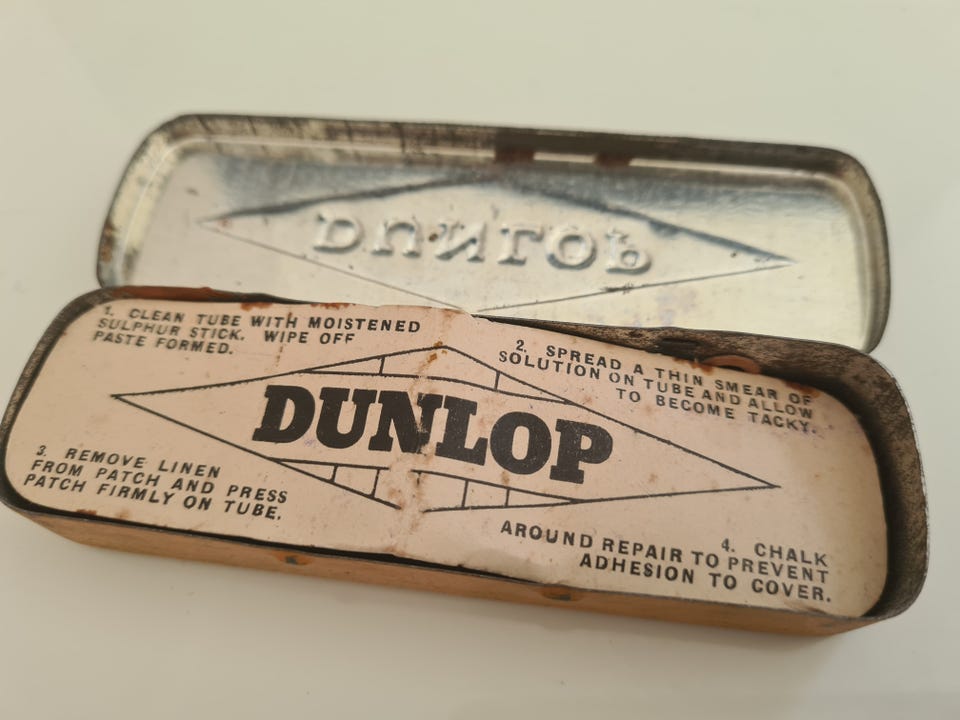 DUNLOP
1. CLEAN TUBE WITH MOISTENED
SULPHUR STICK. WIPE OFF
PASTE FORMED.
2. SPREAD A THIN SMEAR OF
SOLUTION ON TUBE AND ALLOW
TO BECOME TACKY.
DUNLOP
3. REMOVE LINEN
FROM PATCH AND PRESS
PATCH FIRMLY ON TUBE.
4. CHALK
AROUND REPAIR TO PREVENT
ADHESION TO COVER.